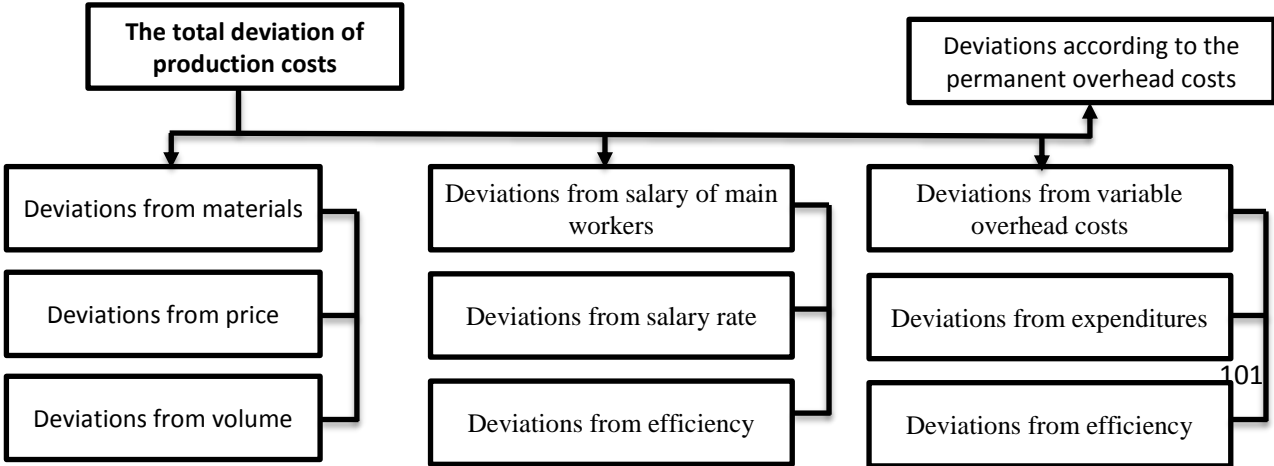 The total deviation of
production costs
Deviations according to the
permanent overhead costs
Deviations from materials
Deviations from salary of main
workers
Deviations from variable
overhead costs
Deviations from price
Deviations from salary rate
Deviations from expenditures
101
Deviations from volume
Deviations from efficiency
Deviations from efficiency